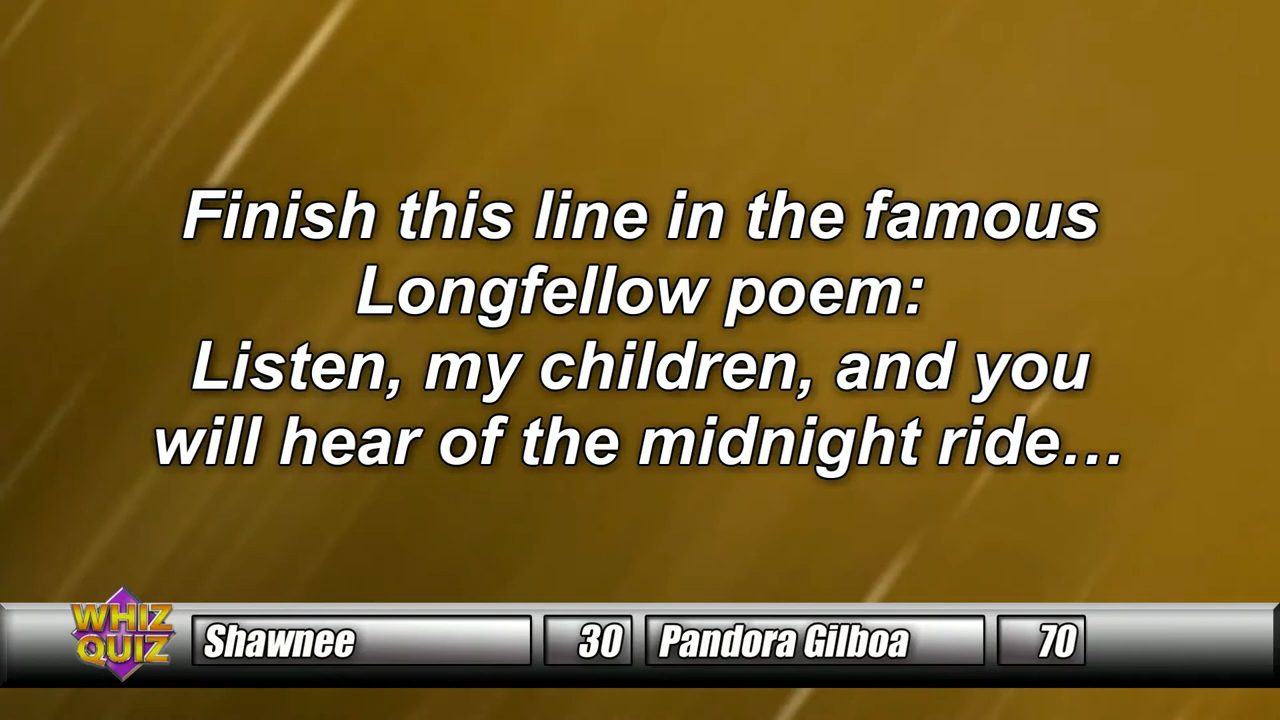 Finish this line in the famous
Longfellow poem:
Listen, my children, and you
will hear of the midnight ride...
WHIZ
QUIZ
Shawnee 30 Pandora Gilboa 70